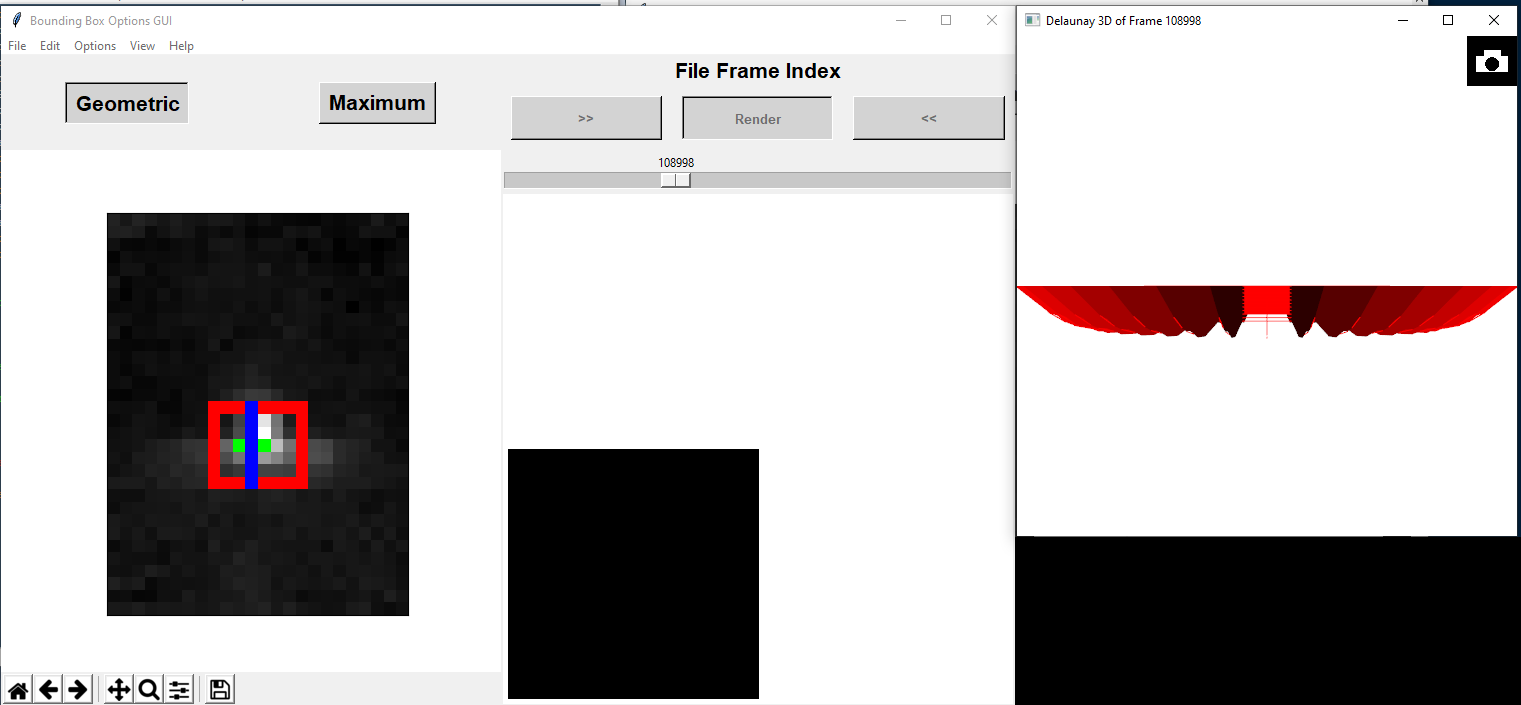 Bounding Box Options GUI
File Edit Options View Help
Geometric
Maximum
File Frame Index
>> Render <<
108998
Delaunay 3D of Frame 108998